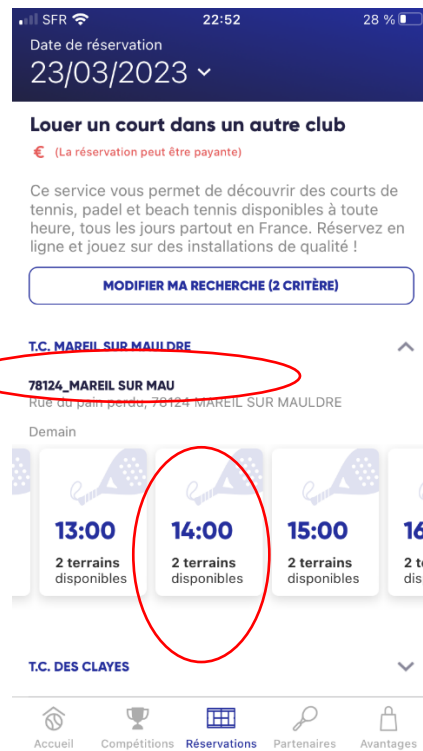 SFR 22:52 28 %
Date de réservation
23/03/2023
Louer un court dans un autre club
€ (La réservation peut être payante)
Ce service vous permet de découvrir des courts de
tennis, padel et beach tennis disponibles à toute
heure, tous les jours partout en France. Réservez en
ligne et jouez sur des installations de qualité !
MODIFIER MA RECHERCHE (2 CRITÈRE)
T.C. MAREIL SUR MAULDRE
78124_MAREIL SUR MAU
Rue du pain perdu, 78124 MAREIL SUR MAULDRE
Demain
13:00 14:00 15:00 16
2 terrains 2 terrains 2 terrains 2 te
disponibles disponibles disponibles dis
T.C. DES CLAYES
Accueil Compétitions Réservations Partenaires Avantages